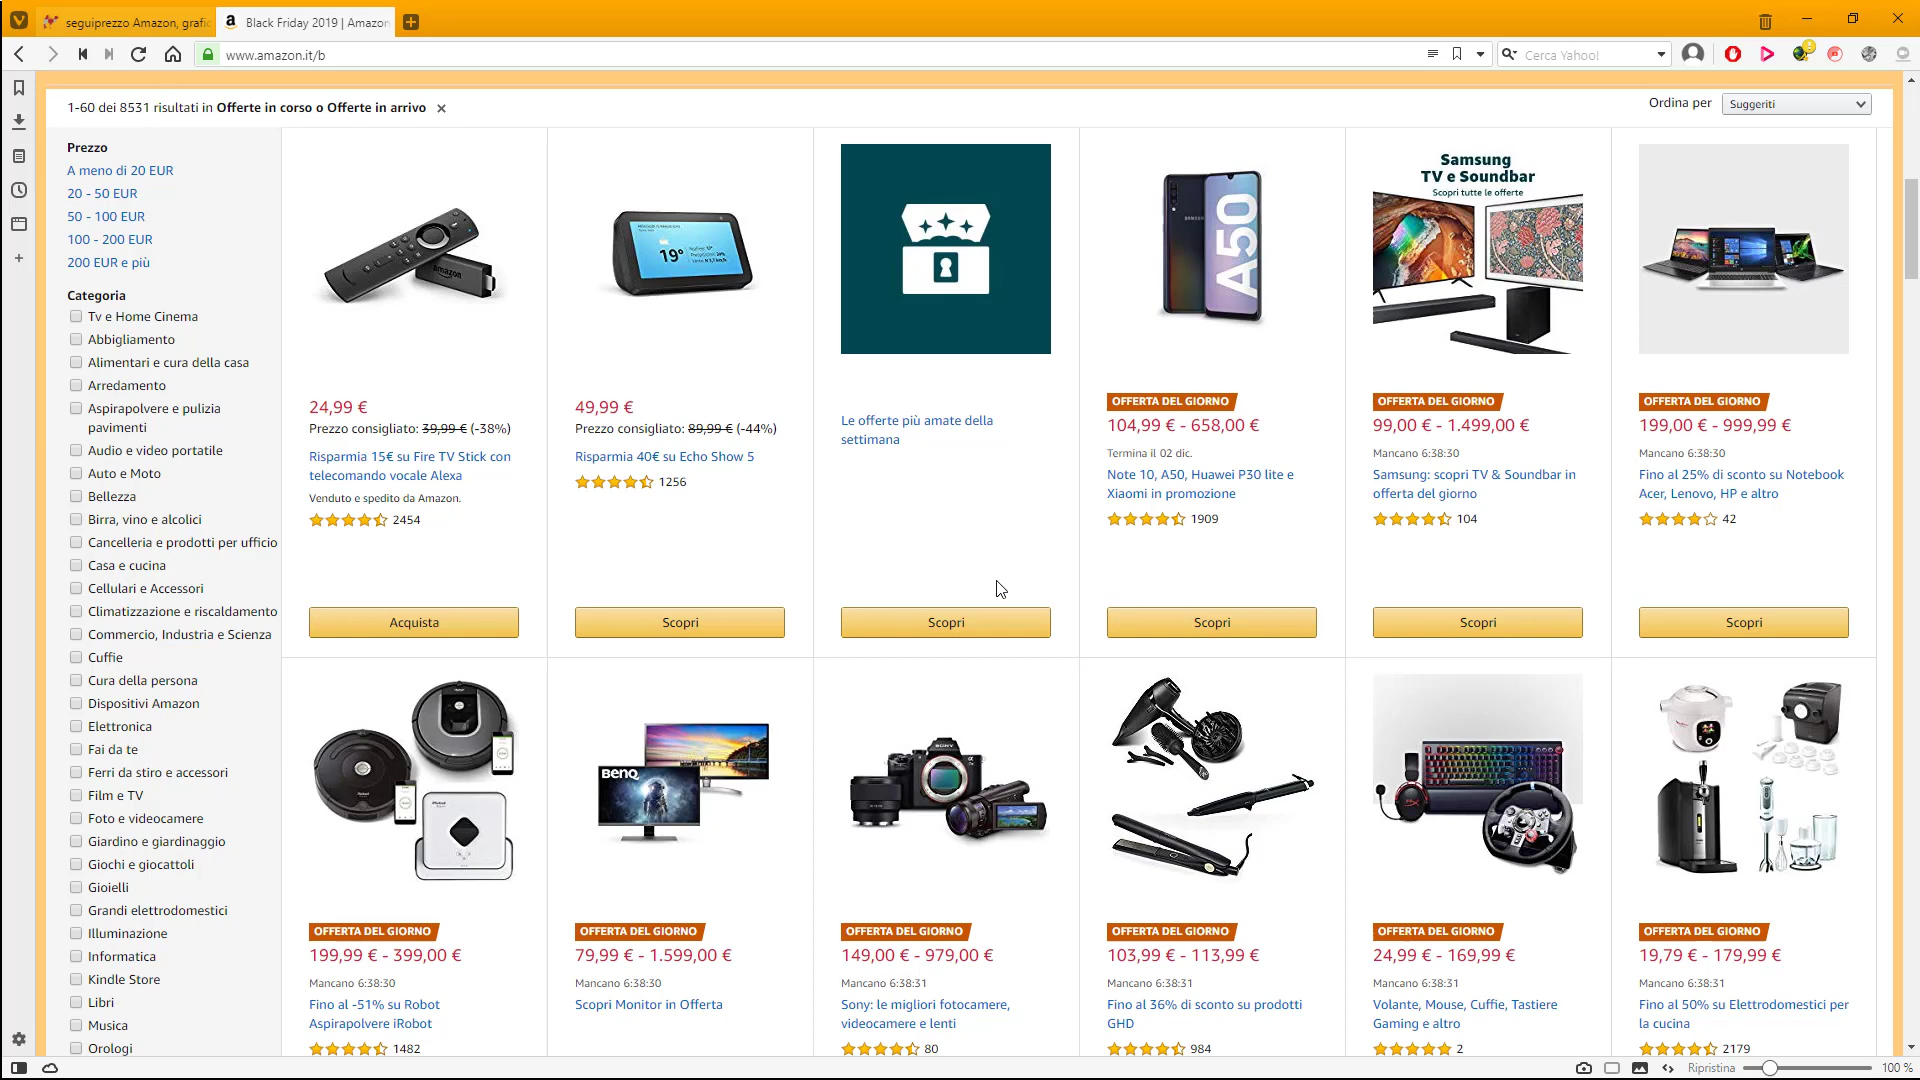 seguiprezzo Amazon, grafic
Black Friday 2019 | Amazon
www.amazon.it/b
Cerca Yahoo!
1-60 dei 8531 risultati in Offerte in corso o Offerte in arrivo
Ordina per
Suggeriti
Prezzo
A meno di 20 EUR
20 - 50 EUR
50 - 100 EUR
100 - 200 EUR
200 EUR e più
Categoria
Tv e Home Cinema
Abbigliamento
Alimentari e cura della casa
Arredamento
Aspirapolvere e pulizia
pavimenti
Audio e video portatile
Auto e Moto
Bellezza
Birra, vino e alcolici
Cancelleria e prodotti per ufficio
Casa e cucina
Cellulari e Accessori
Climatizzazione e riscaldamento
Commercio, Industria e Scienza
Cuffie
Cura della persona
Dispositivi Amazon
Elettronica
Fai da te
Ferri da stiro e accessori
Film e TV
Foto e videocamere
Giardino e giardinaggio
Giochi e giocattoli
Gioielli
Grandi elettrodomestici
Illuminazione
Informatica
Kindle Store
Libri
Musica
Orologi
amazon
24,99 €
Prezzo consigliato: 39,99 € (-38%)
Risparmia 15€ su Fire TV Stick con
telecomando vocale Alexa
Venduto e spedito da Amazon.
2454
Acquista
19°
49,99 €
Prezzo consigliato: 89,99 € (-44%)
Risparmia 40€ su Echo Show 5
1256
Scopri
Le offerte più amate della
settimana
Scopri
SAMSUNG
A50
OFFERTA DEL GIORNO
104,99 € - 658,00 €
Termina il 02 dic.
Note 10, A50, Huawei P30 lite e
Xiaomi in promozione
1909
Scopri
Samsung
TV e Soundbar
Scopri tutte le offerte
OFFERTA DEL GIORNO
99,00 € - 1.499,00 €
Mancano 6:38:30
Samsung: scopri TV & Soundbar in
offerta del giorno
104
Scopri
OFFERTA DEL GIORNO
199,00 € - 999,99 €
Mancano 6:38:30
Fino al 25% di sconto su Notebook
Acer, Lenovo, HP e altro
42
Scopri
OFFERTA DEL GIORNO
199,99 € - 399,00 €
Mancano 6:38:30
Fino al -51% su Robot
Aspirapolvere iRobot
1482
BENQ
OFFERTA DEL GIORNO
79,99 € - 1.599,00 €
Mancano 6:38:30
Scopri Monitor in Offerta
SONY
OFFERTA DEL GIORNO
149,00 € - 979,00 €
Mancano 6:38:31
Sony: le migliori fotocamere,
videocamere e lenti
80
OFFERTA DEL GIORNO
103,99 € - 113,99 €
Mancano 6:38:31
Fino al 36% di sconto su prodotti
GHD
984
OFFERTA DEL GIORNO
24,99 € - 169,99 €
Mancano 6:38:31
Volante, Mouse, Cuffie, Tastiere
Gaming e altro
2
OFFERTA DEL GIORNO
19,79 € - 179,99 €
Mancano 6:38:31
Fino al 50% su Elettrodomestici per
la cucina
2179
Ripristina
100 %